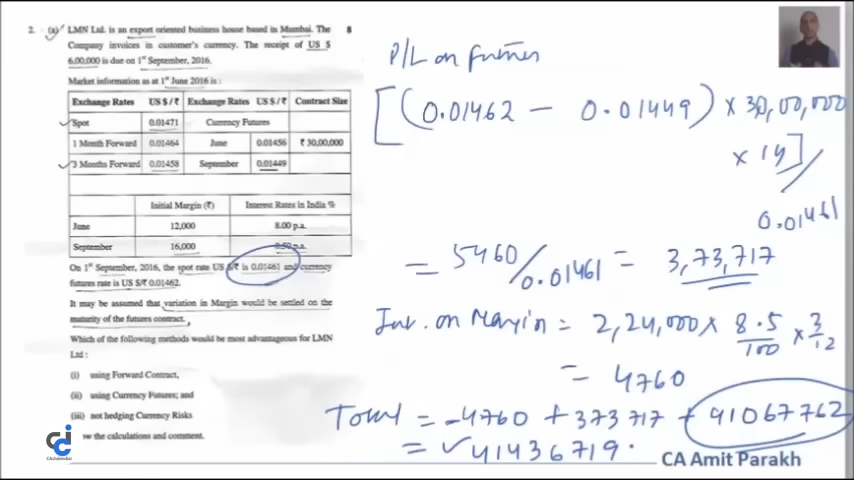 2. (a) LMN Ltd. is an export oriented business house based in Mumbai. The 8
Company invoices in customer's currency. The receipt of US $
6,00,000 is due on 1st September, 2016.
Market information as at 1st June 2016 is :
Exchange Rates US $/₹ Exchange Rates US $/₹ Contract Size
Spot 0.01471 Currency Futures
1 Month Forward 0.01464 June 0.01456 ₹ 30,00,000
3 Months Forward 0.01458 September 0.01449
Initial Margin (₹) Interest Rates in India %
June 12,000 8.00 p.a.
September 16,000 8.50 p.a.
On 1st September, 2016, the spot rate US $/₹ is 0.01461 and currency
futures rate is US $/₹ 0.01462.
It may be assumed that variation in Margin would be settled on the
maturity of the futures contract.
Which of the following methods would be most advantageous for LMN
Ltd :
(i) using Forward Contract,
(ii) using Currency Futures; and
(iii) not hedging Currency Risks
ow the calculations and comment.
P/L on futures
[(0.01462 - 0.01449) × 30,00,000
× 14] /
0.01461
= 5460/0.01461 = 3,73,717
Int. on Margin = 2,24,000 × 8.5/100 × 3/12
= 4760
Total = -4760 + 373717 + 41067762
= 41436719.
CA Amit Parakh